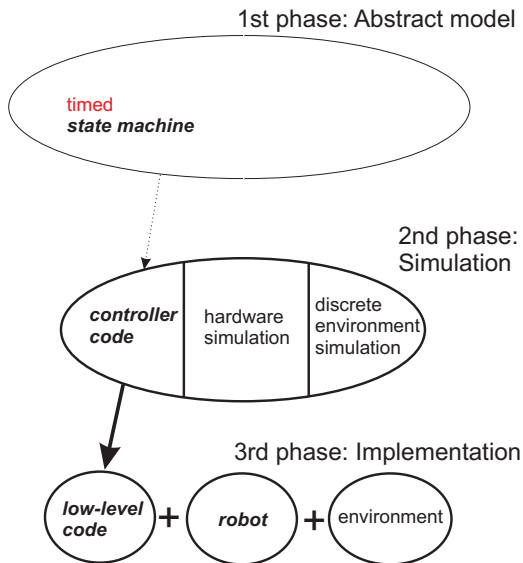 1st phase: Abstract model
timed
state machine
2nd phase:
Simulation
controller
code
hardware
simulation
discrete
environment
simulation
3rd phase: Implementation
low-level
code
+
robot
+
environment